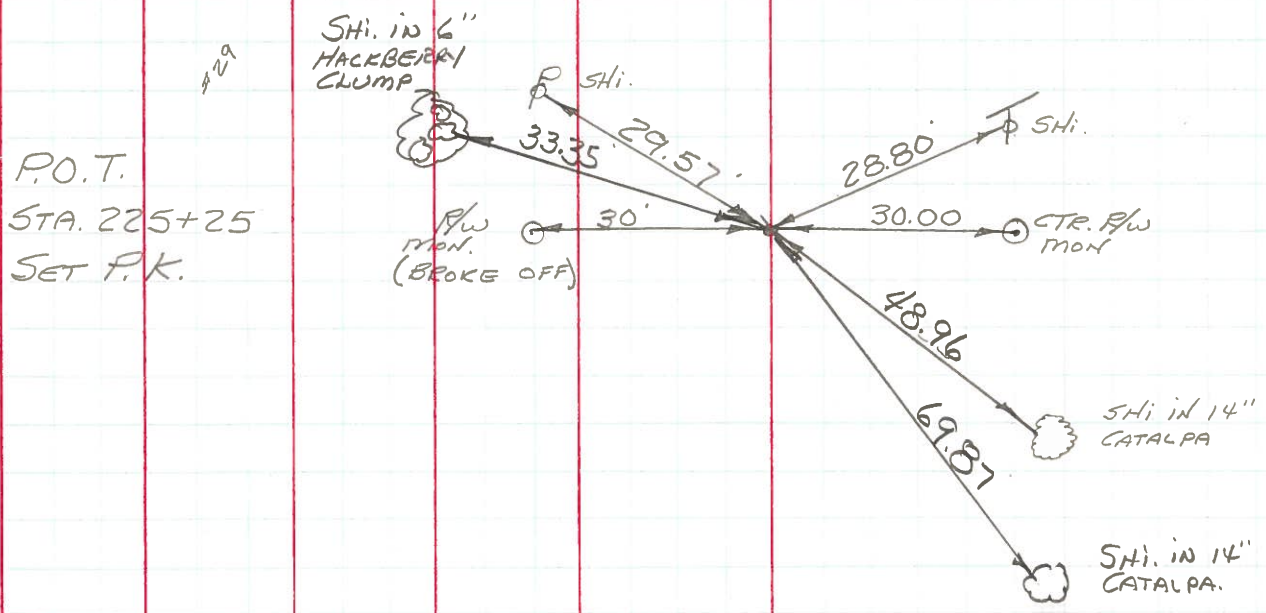 #29
P.O.T.
STA. 225+25
SET P.K.
SHi. iN 6"
HACKBERRY
CLUMP
SHi.
33.35
29.57
28.80
SHi.
R/W
MON.
(BROKE OFF)
30'
30.00
CTR. R/W
MON
48.96
SHi iN 14"
CATALPA
69.87
SHi. iN 14"
CATALPA.